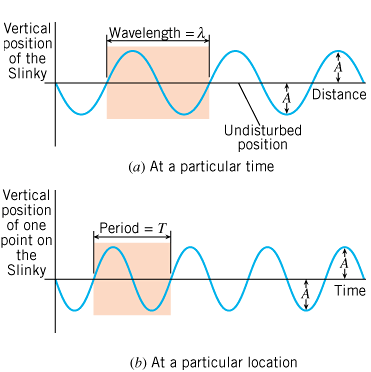 Vertical
position
of the
Slinky
Wavelength = λ
A
A
Distance
Undisturbed
position
(a) At a particular time
Vertical
position
of one
point on
the
Slinky
Period = T
A
A
Time
(b) At a particular location